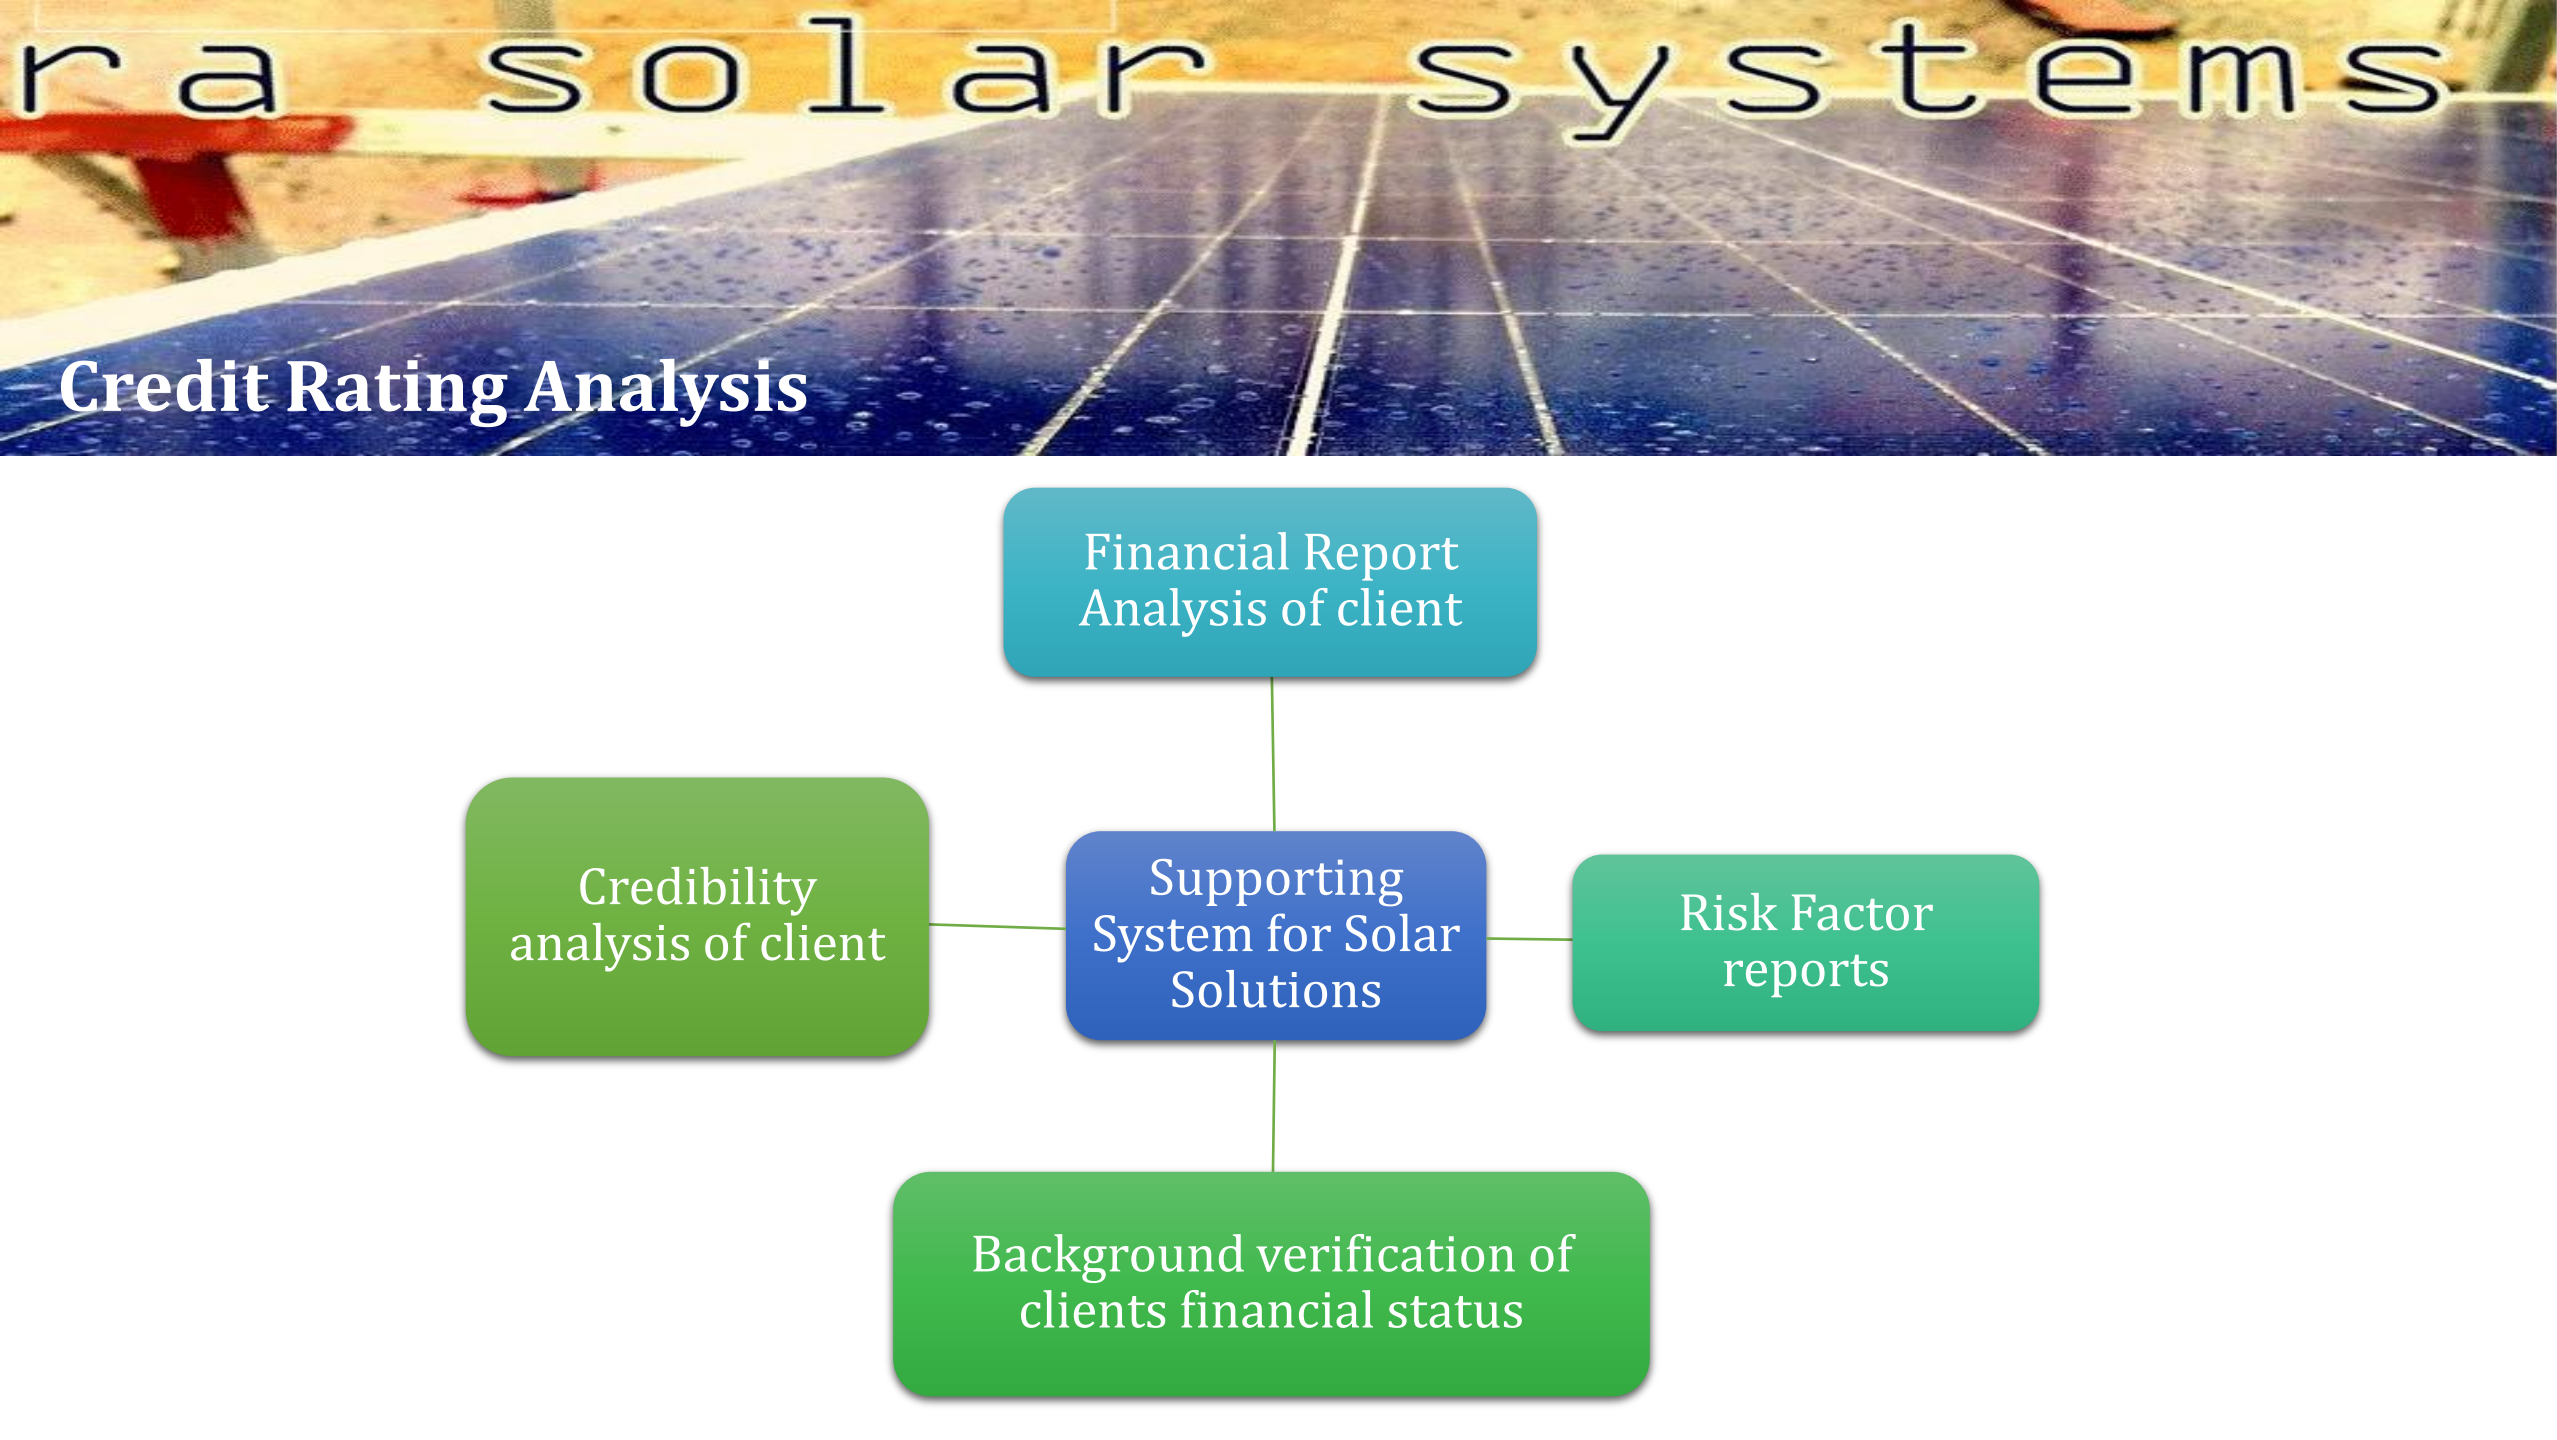 ra solar systems
Credit Rating Analysis
Financial Report
Analysis of client
Credibility
analysis of client
Supporting
System for Solar
Solutions
Risk Factor
reports
Background verification of
clients financial status